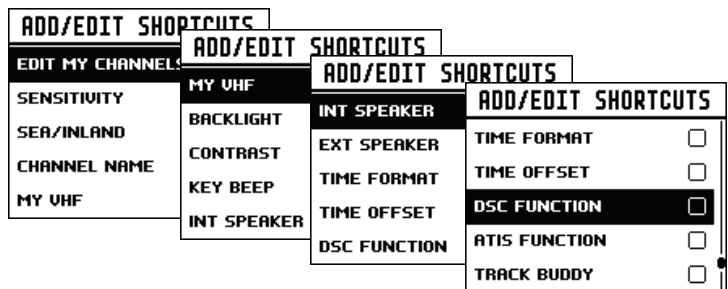 ADD/EDIT SHORTCUTS
EDIT MY CHANNELS
SENSITIVITY
SEA/INLAND
CHANNEL NAME
MY VHF
ADD/EDIT SHORTCUTS
MY VHF
BACKLIGHT
CONTRAST
KEY BEEP
INT SPEAKER
ADD/EDIT SHORTCUTS
INT SPEAKER
EXT SPEAKER
TIME FORMAT
TIME OFFSET
DSC FUNCTION
ADD/EDIT SHORTCUTS
TIME FORMAT
TIME OFFSET
DSC FUNCTION
ATIS FUNCTION
TRACK BUDDY